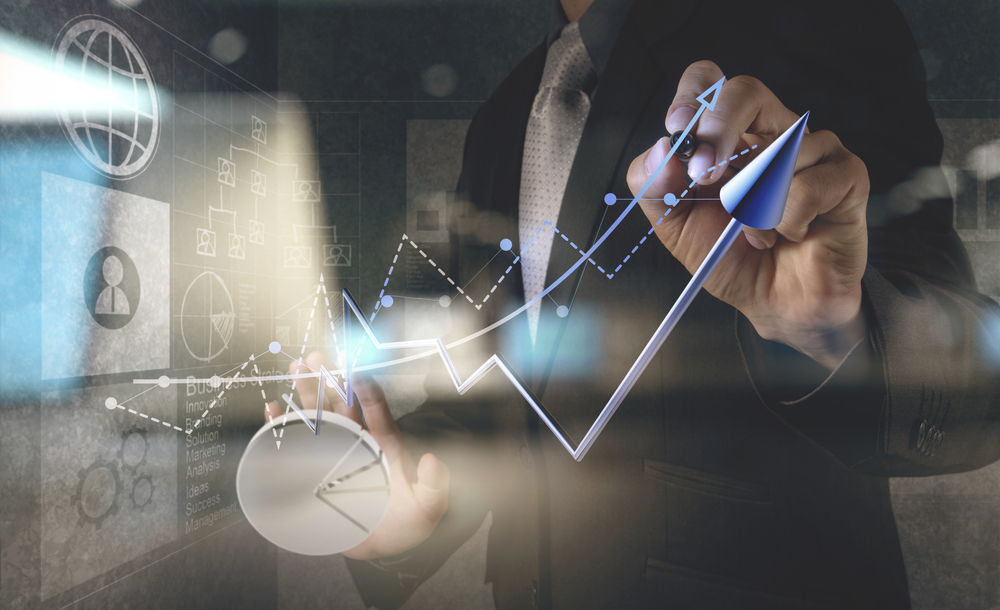 Business
Innovation
Branding
Solution
Marketing
Analysis
Ideas
Success
Management